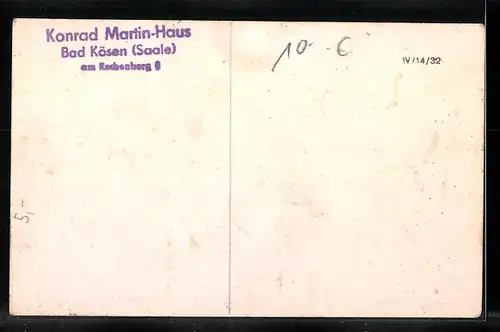 Konrad Martin-Haus
Bad Kösen (Saale)
am Rechenberg 8
10.- €
IV/14/32
5,-